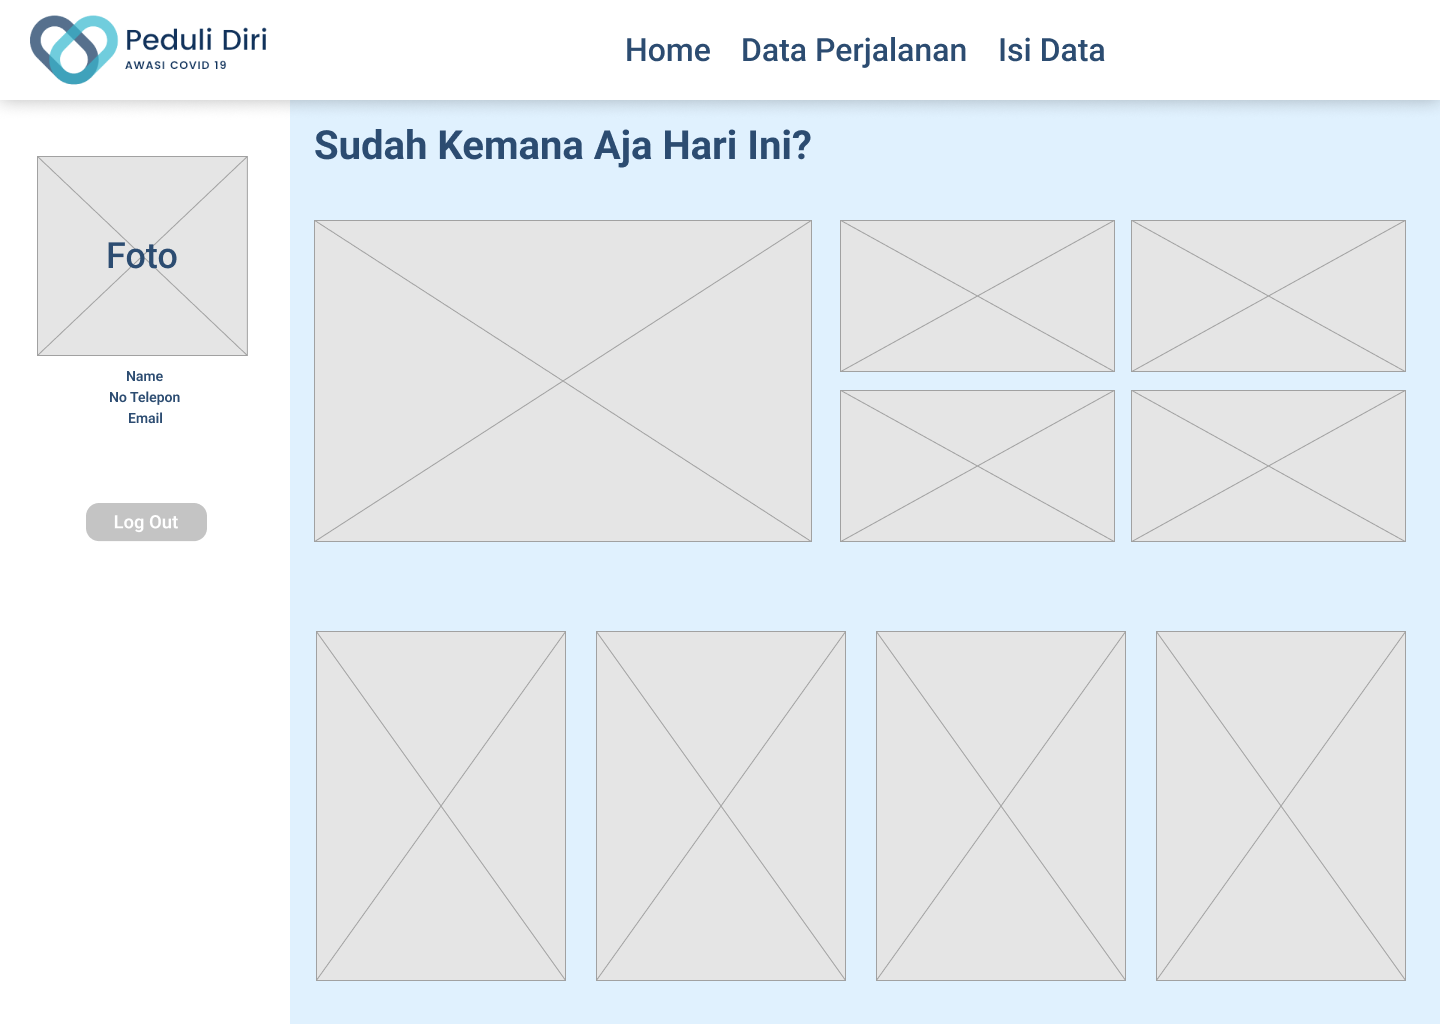 Peduli Diri
AWASI COVID 19
Home Data Perjalanan Isi Data
Sudah Kemana Aja Hari Ini?
Foto
Name
No Telepon
Email
Log Out